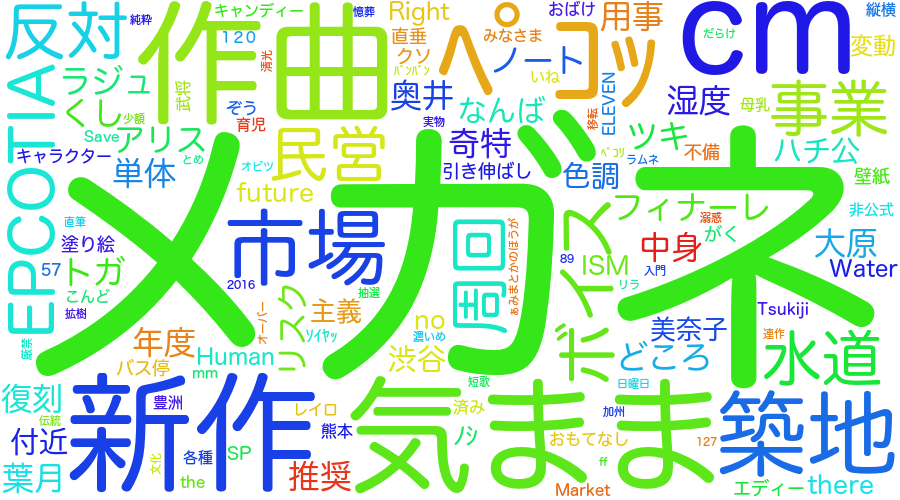 反対
作曲
ペコッ
cm
キャンディー
純粋
憶葬
Right
おばけ
用事
縦横
みなさま
だらけ
変動
120
直垂
クソ
ノート
いね
ﾊﾞﾝﾊﾞﾝ
清光
武将
ラジュ
ぞう
奥井
湿度
事業
母乳
EPCOTIA
くし
少額
育児
なんば
ELEVEN
移転
Save
アリス
実物
ツキ
不備
ハチ公
キャラクター
とめ
民営
奇特
ﾍﾟｺﾘ
ラムネ
単体
オビツ
引き伸ばし
色調
壁紙
メガネ
future
フィナーレ
非公式
直筆
溺惑
市場
周回
ぁみまとかのほうが
ボイス
中身
がく
大原
塗り絵
57
トガ
ISM
89
入門
Water
2016
リスク
抽選
リラ
こんど
主義
Tsukiji
拡樹
オーバー
no
美奈子
年度
ｿｲﾔｯ
濃いめ
連作
厳禁
Human
渋谷
どころ
水道
バス停
mm
短歌
日曜日
復刻
新作
気まま
築地
豊洲
レイロ
済み
加州
伝統
付近
熊本
ﾉｼ
おもてなし
127
文化
各種
SP
ff
葉月
the
推奨
Market
エディー
there